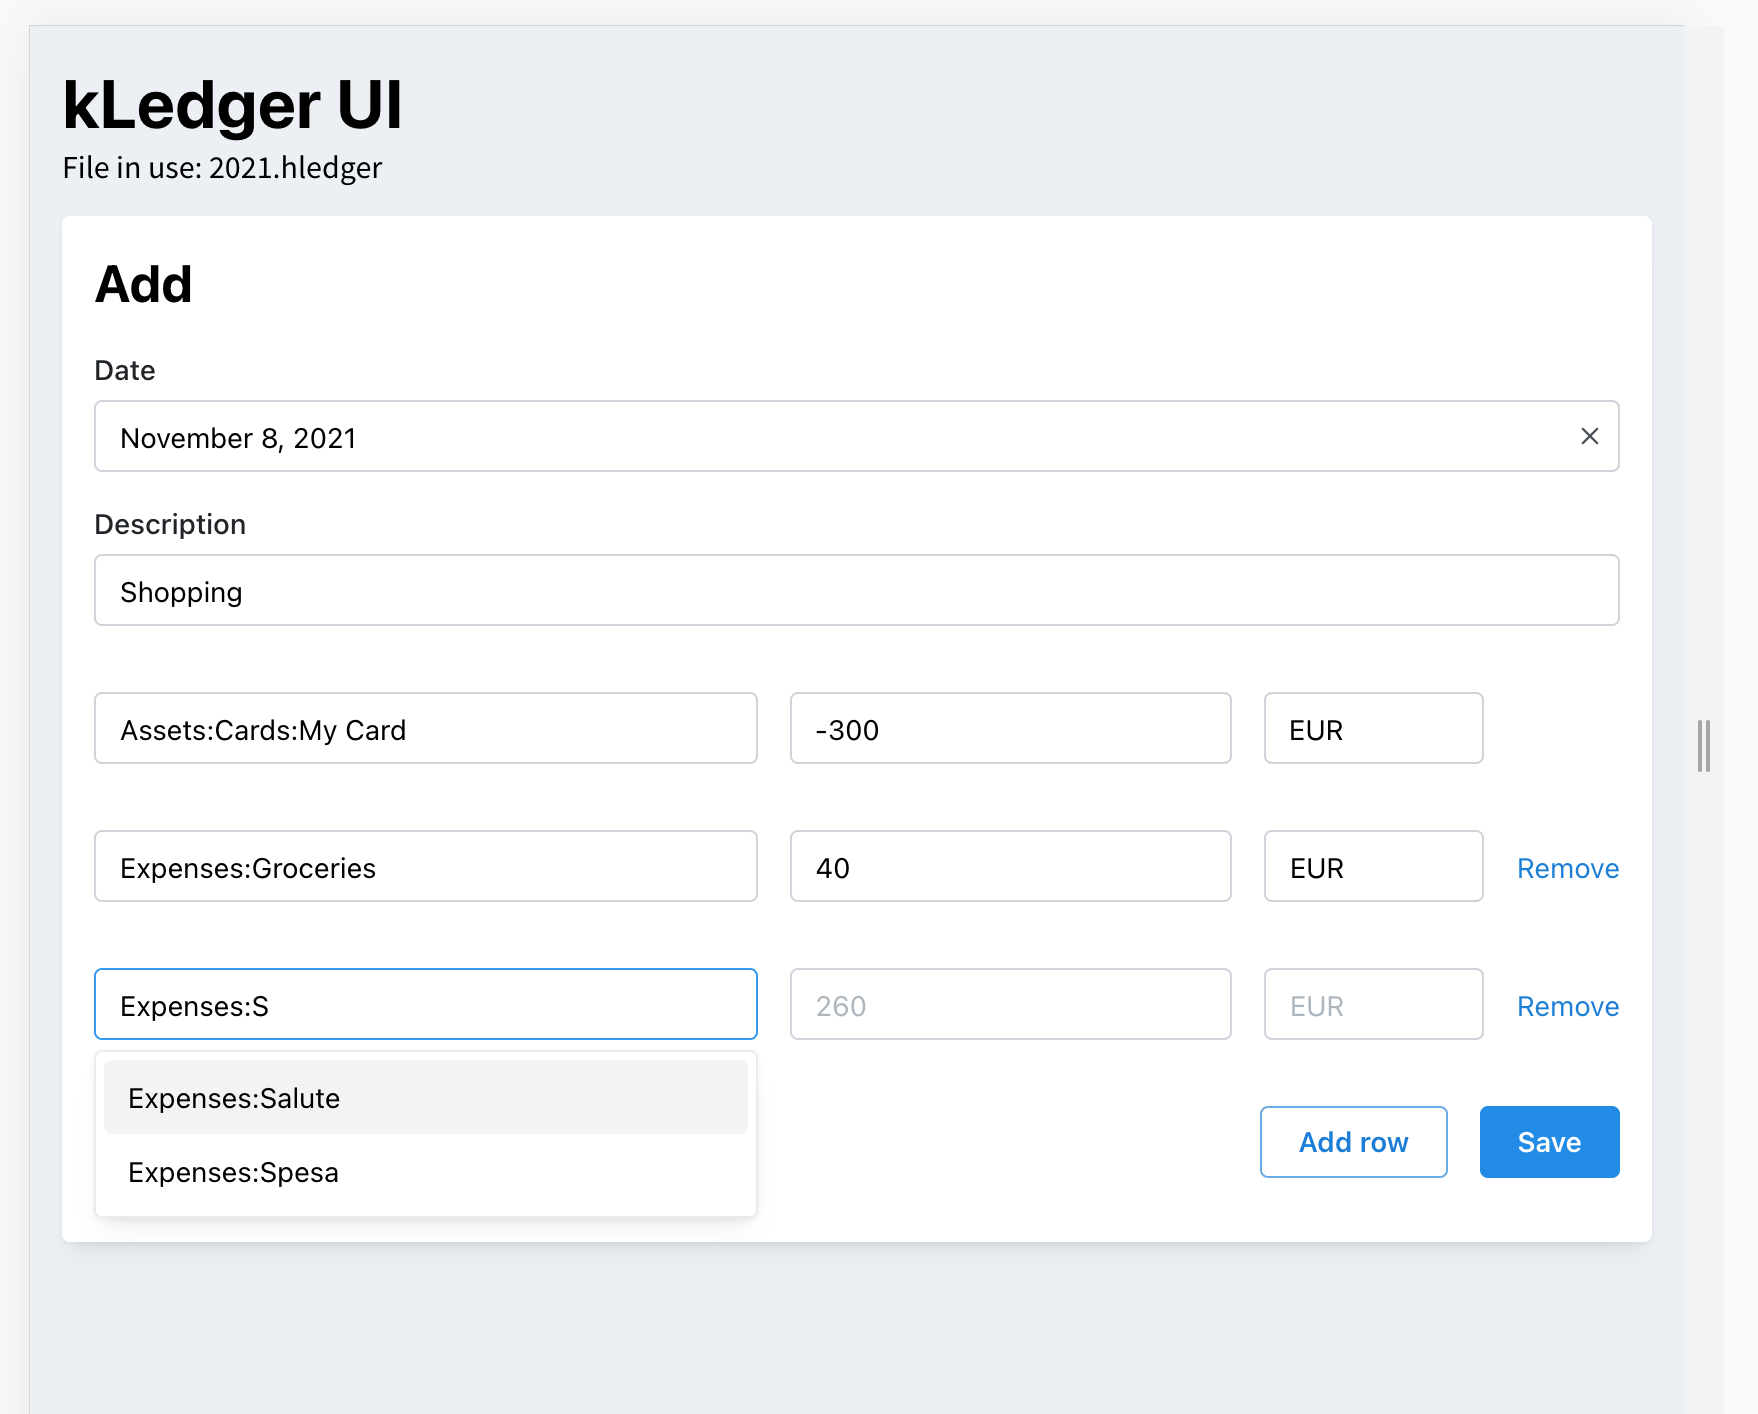 kLedger UI
File in use: 2021.hledger
Add
Date
November 8, 2021
Description
Shopping
Assets:Cards:My Card -300 EUR
Expenses:Groceries 40 EUR Remove
Expenses:S 260 EUR Remove
Expenses:Salute
Expenses:Spesa
Add row Save